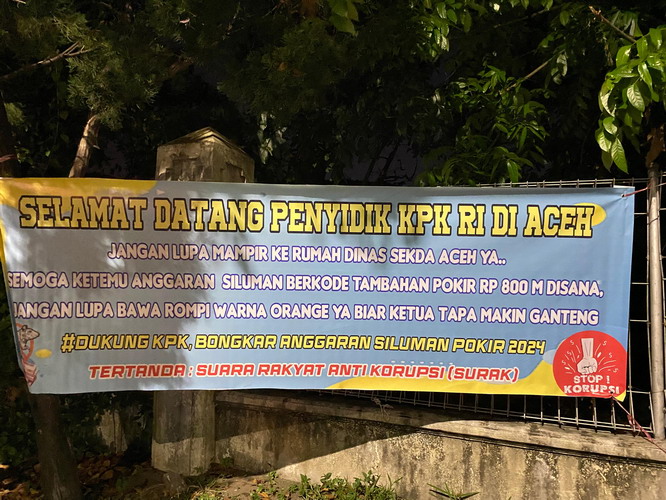 SELAMAT DATANG PENYIDIK KPK RI DI ACEH
JANGAN LUPA MAMPIR KE RUMAH DINAS SEKDA ACEH YA..
SEMOGA KETEMU ANGGARAN SILUMAN BERKODE TAMBAHAN POKIR RP 800 M DISANA,
JANGAN LUPA BAWA ROMPI WARNA ORANGE YA BIAR KETUA TAPA MAKIN GANTENG
#DUKUNG KPK, BONGKAR ANGGARAN SILUMAN POKIR 2024
TERTANDA : SUARA RAKYAT ANTI KORUPSI (SURAK)
STOP !
KORUPSI